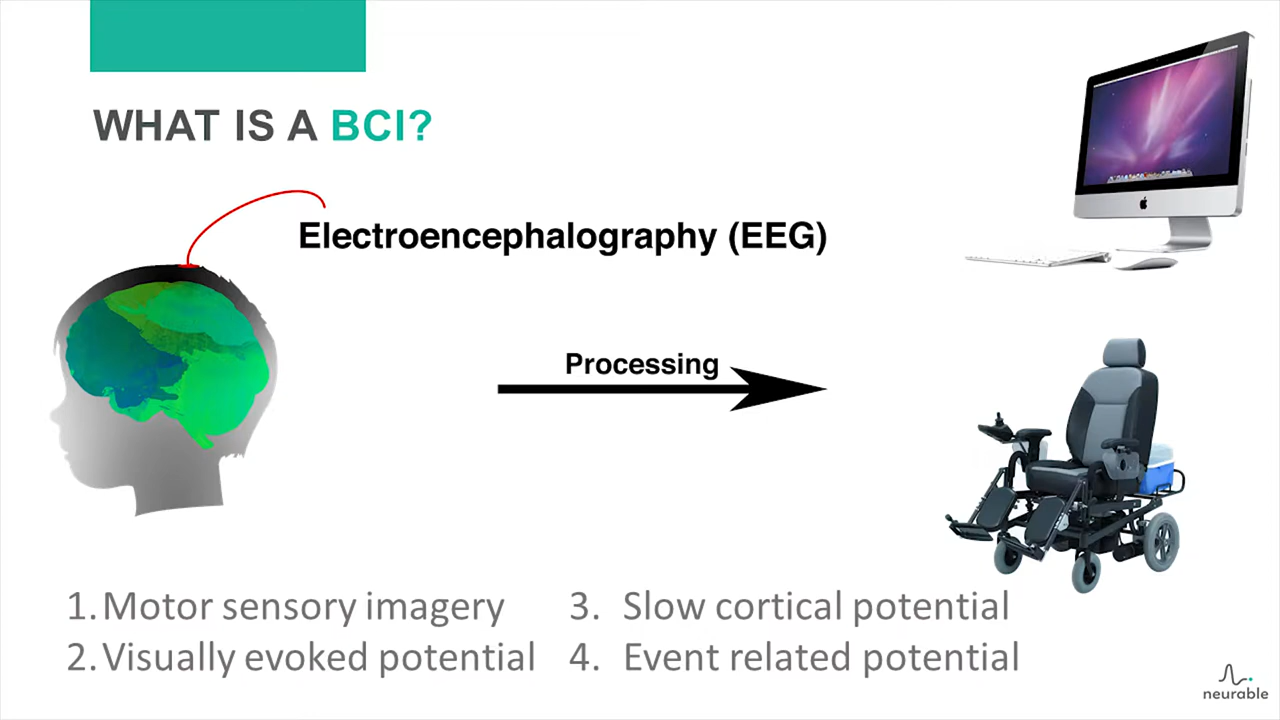 WHAT IS A BCI?
Electroencephalography (EEG)
Processing
1. Motor sensory imagery
2. Visually evoked potential
3. Slow cortical potential
4. Event related potential
neurable